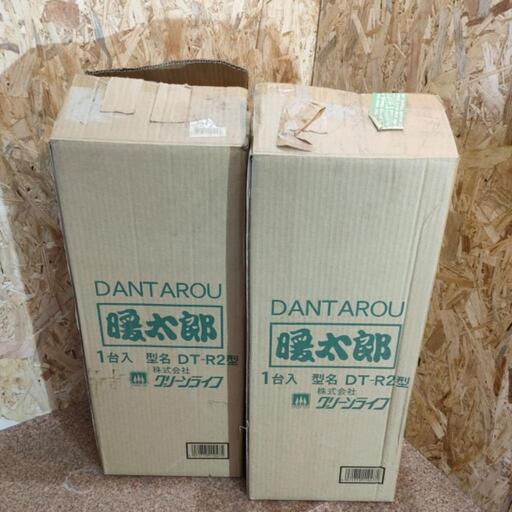 DANTAROU
暖太郎
1台入 型名 DT-R2型
株式会社
グリーンライフ
DANTAROU
暖太郎
1台入 型名 DT-R2型
株式会社
グリーンライフ